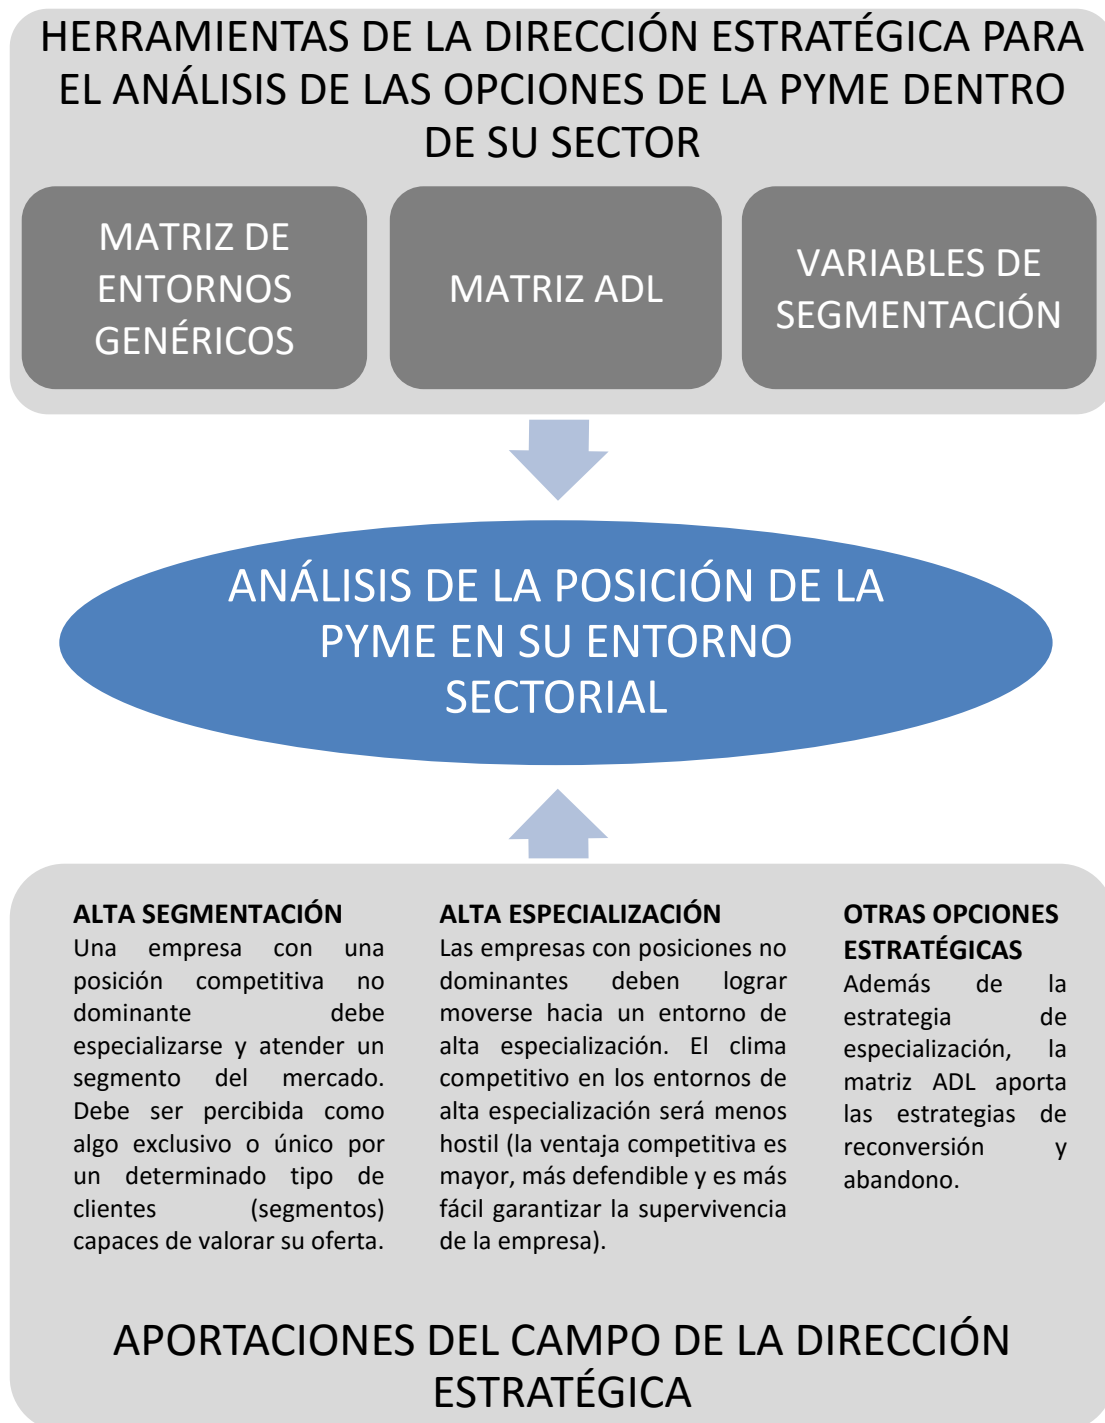 HERRAMIENTAS DE LA DIRECCIÓN ESTRATÉGICA PARA
EL ANÁLISIS DE LAS OPCIONES DE LA PYME DENTRO
DE SU SECTOR
MATRIZ DE
ENTORNOS
GENÉRICOS
MATRIZ ADL
VARIABLES DE
SEGMENTACIÓN
ANÁLISIS DE LA POSICIÓN DE LA
PYME EN SU ENTORNO
SECTORIAL
ALTA SEGMENTACIÓN
Una empresa con una
posición competitiva no
dominante debe
especializarse y atender un
segmento del mercado.
Debe ser percibida como
algo exclusivo o único por
un determinado tipo de
clientes (segmentos)
capaces de valorar su oferta.
ALTA ESPECIALIZACIÓN
Las empresas con posiciones no
dominantes deben lograr
moverse hacia un entorno de
alta especialización. El clima
competitivo en los entornos de
alta especialización será menos
hostil (la ventaja competitiva es
mayor, más defendible y es más
fácil garantizar la supervivencia
de la empresa).
OTRAS OPCIONES
ESTRATÉGICAS
Además de la
estrategia de
especialización, la
matriz ADL aporta
las estrategias de
reconversión y
abandono.
APORTACIONES DEL CAMPO DE LA DIRECCIÓN
ESTRATÉGICA